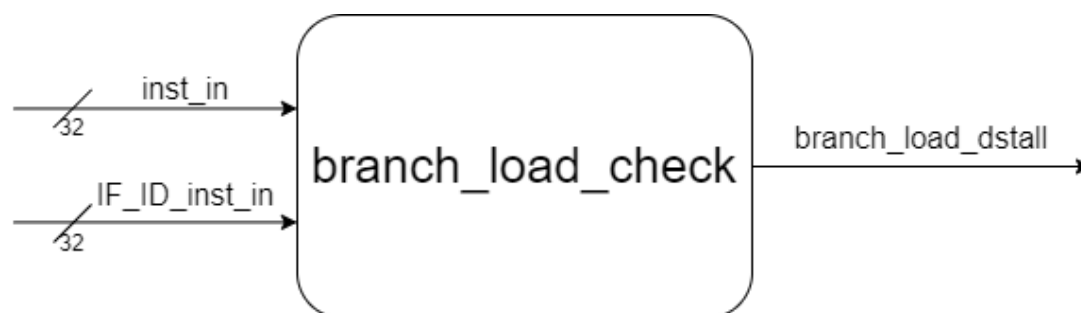 inst_in
32
IF_ID_inst_in
32
branch_load_check
branch_load_dstall